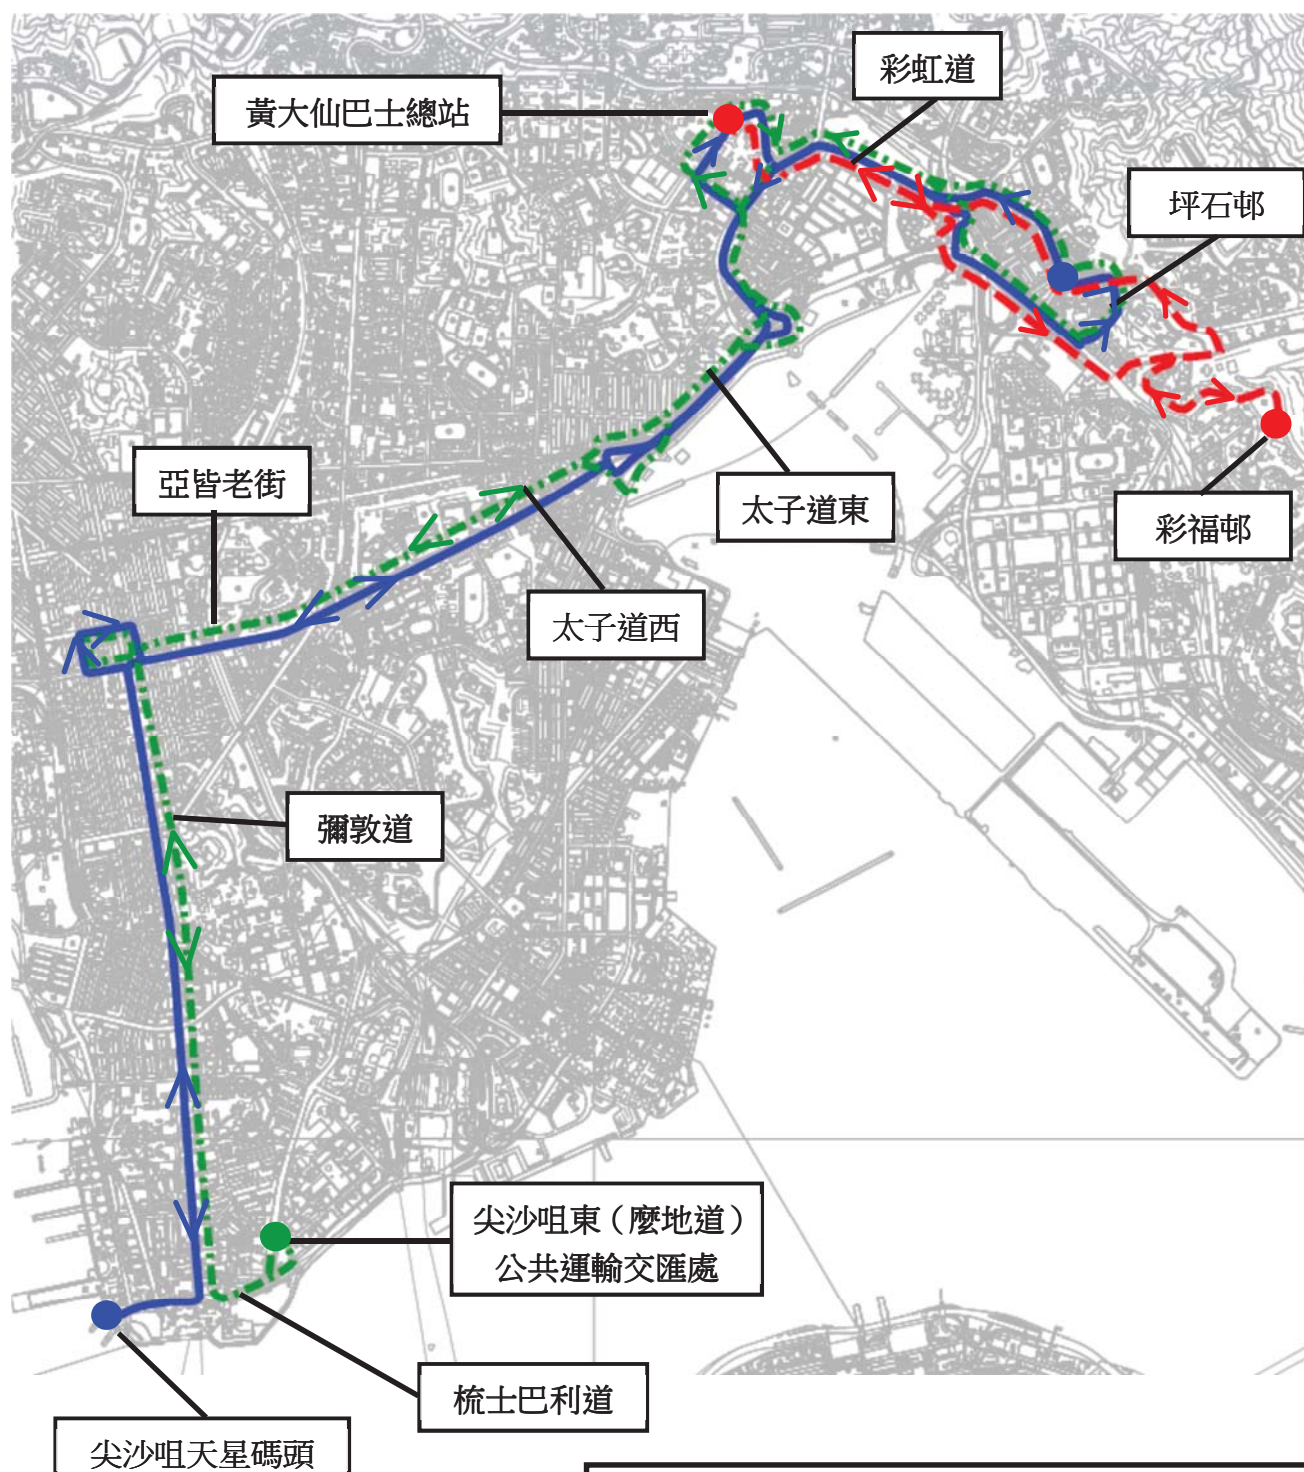 彩虹道
黃大仙巴士總站
坪石邨
亞皆老街
太子道東
彩福邨
太子道西
彌敦道
尖沙咀東（麼地道）
公共運輸交匯處
梳士巴利道
尖沙咀天星碼頭